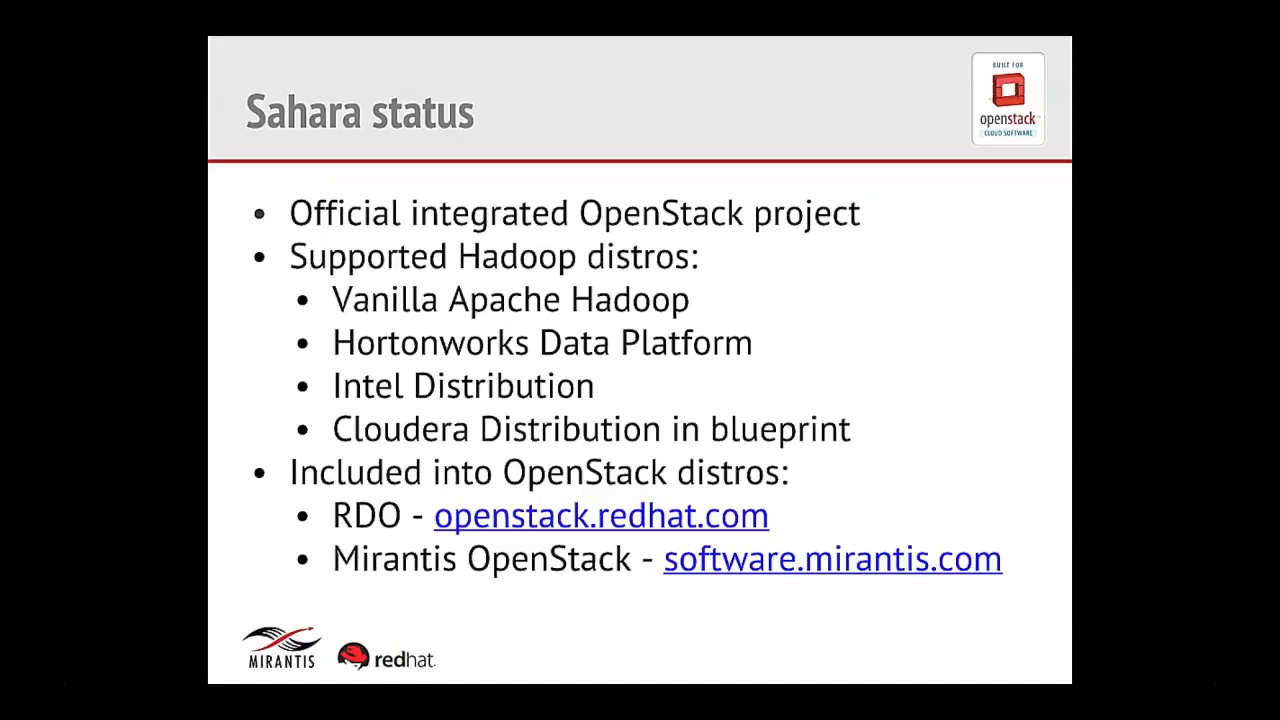 BUILT FOR
openstack™
CLOUD SOFTWARE
Sahara status
• Official integrated OpenStack project
• Supported Hadoop distros:
• Vanilla Apache Hadoop
• Hortonworks Data Platform
• Intel Distribution
• Cloudera Distribution in blueprint
• Included into OpenStack distros:
• RDO - openstack.redhat.com
• Mirantis OpenStack - software.mirantis.com
MIRANTIS
redhat.